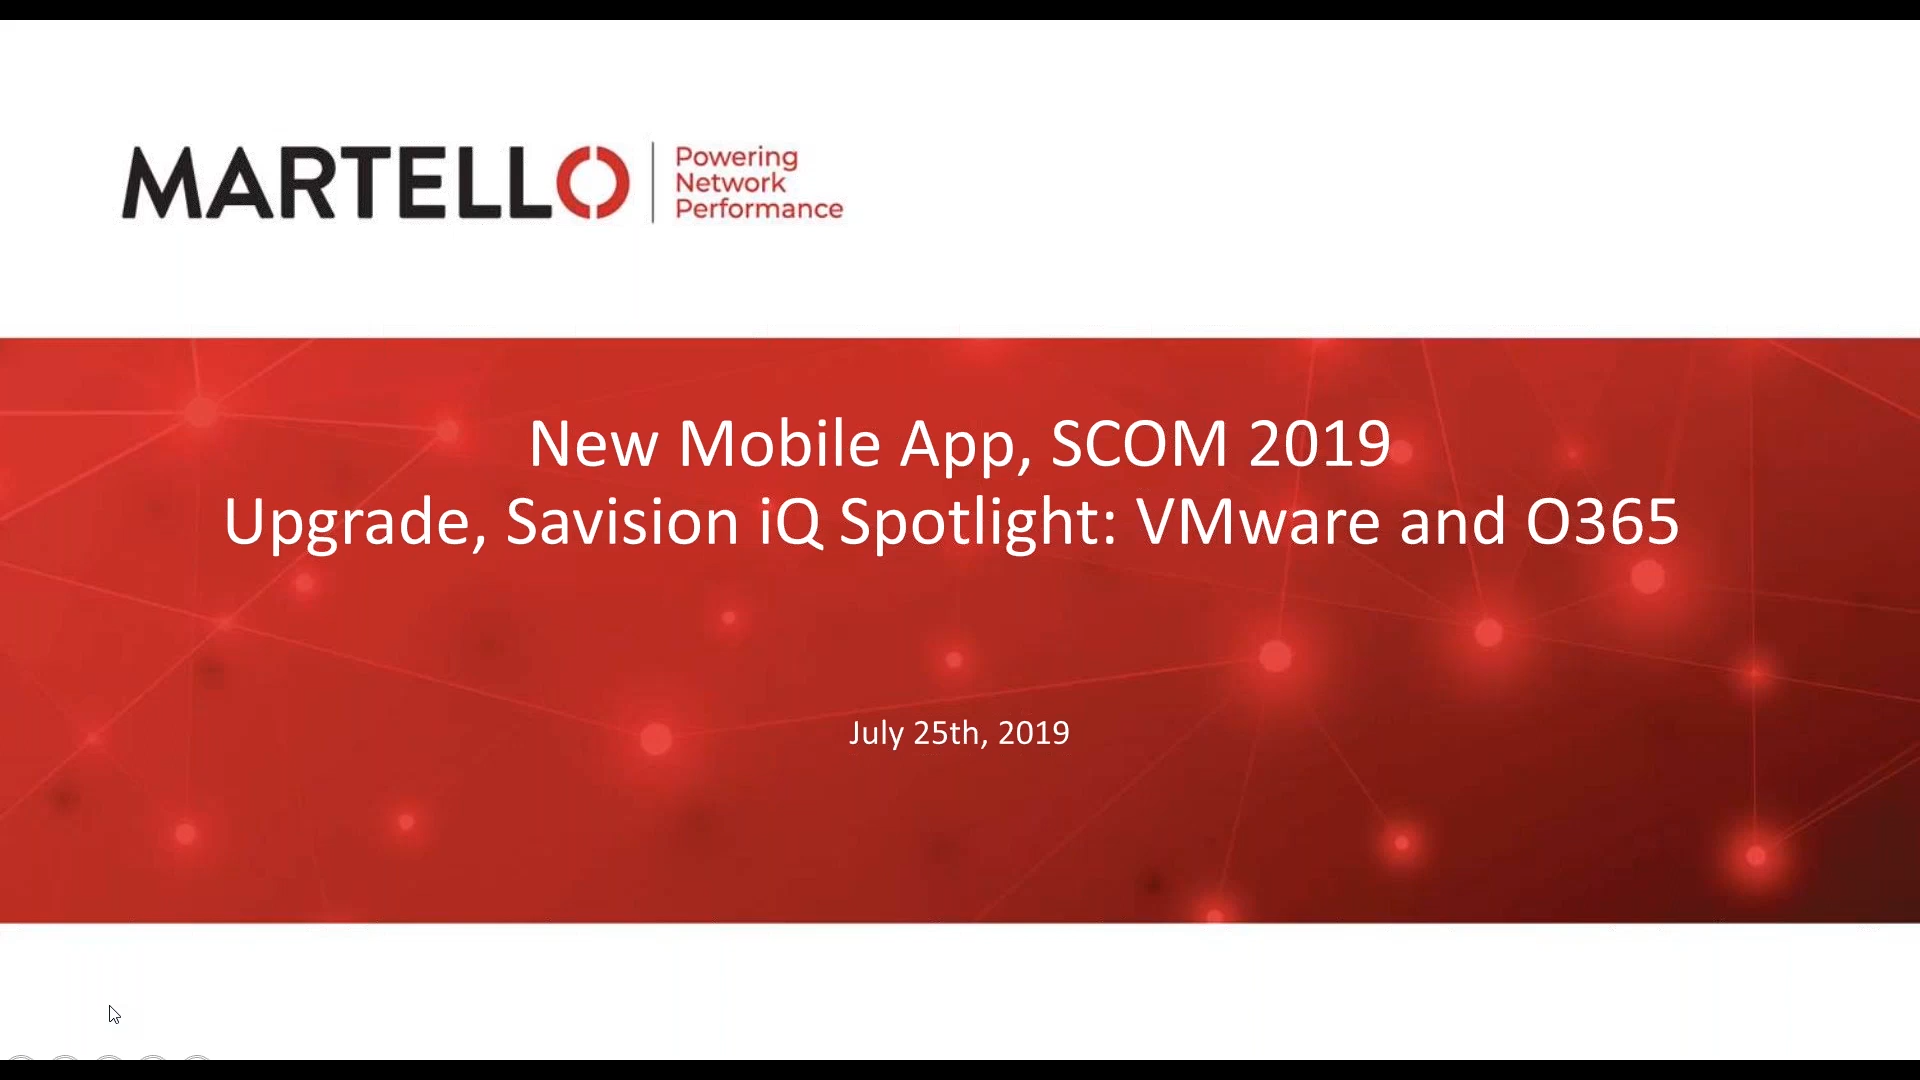 MARTELLO
Powering
Network
Performance
New Mobile App, SCOM 2019
Upgrade, Savision iQ Spotlight: VMware and O365
July 25th, 2019